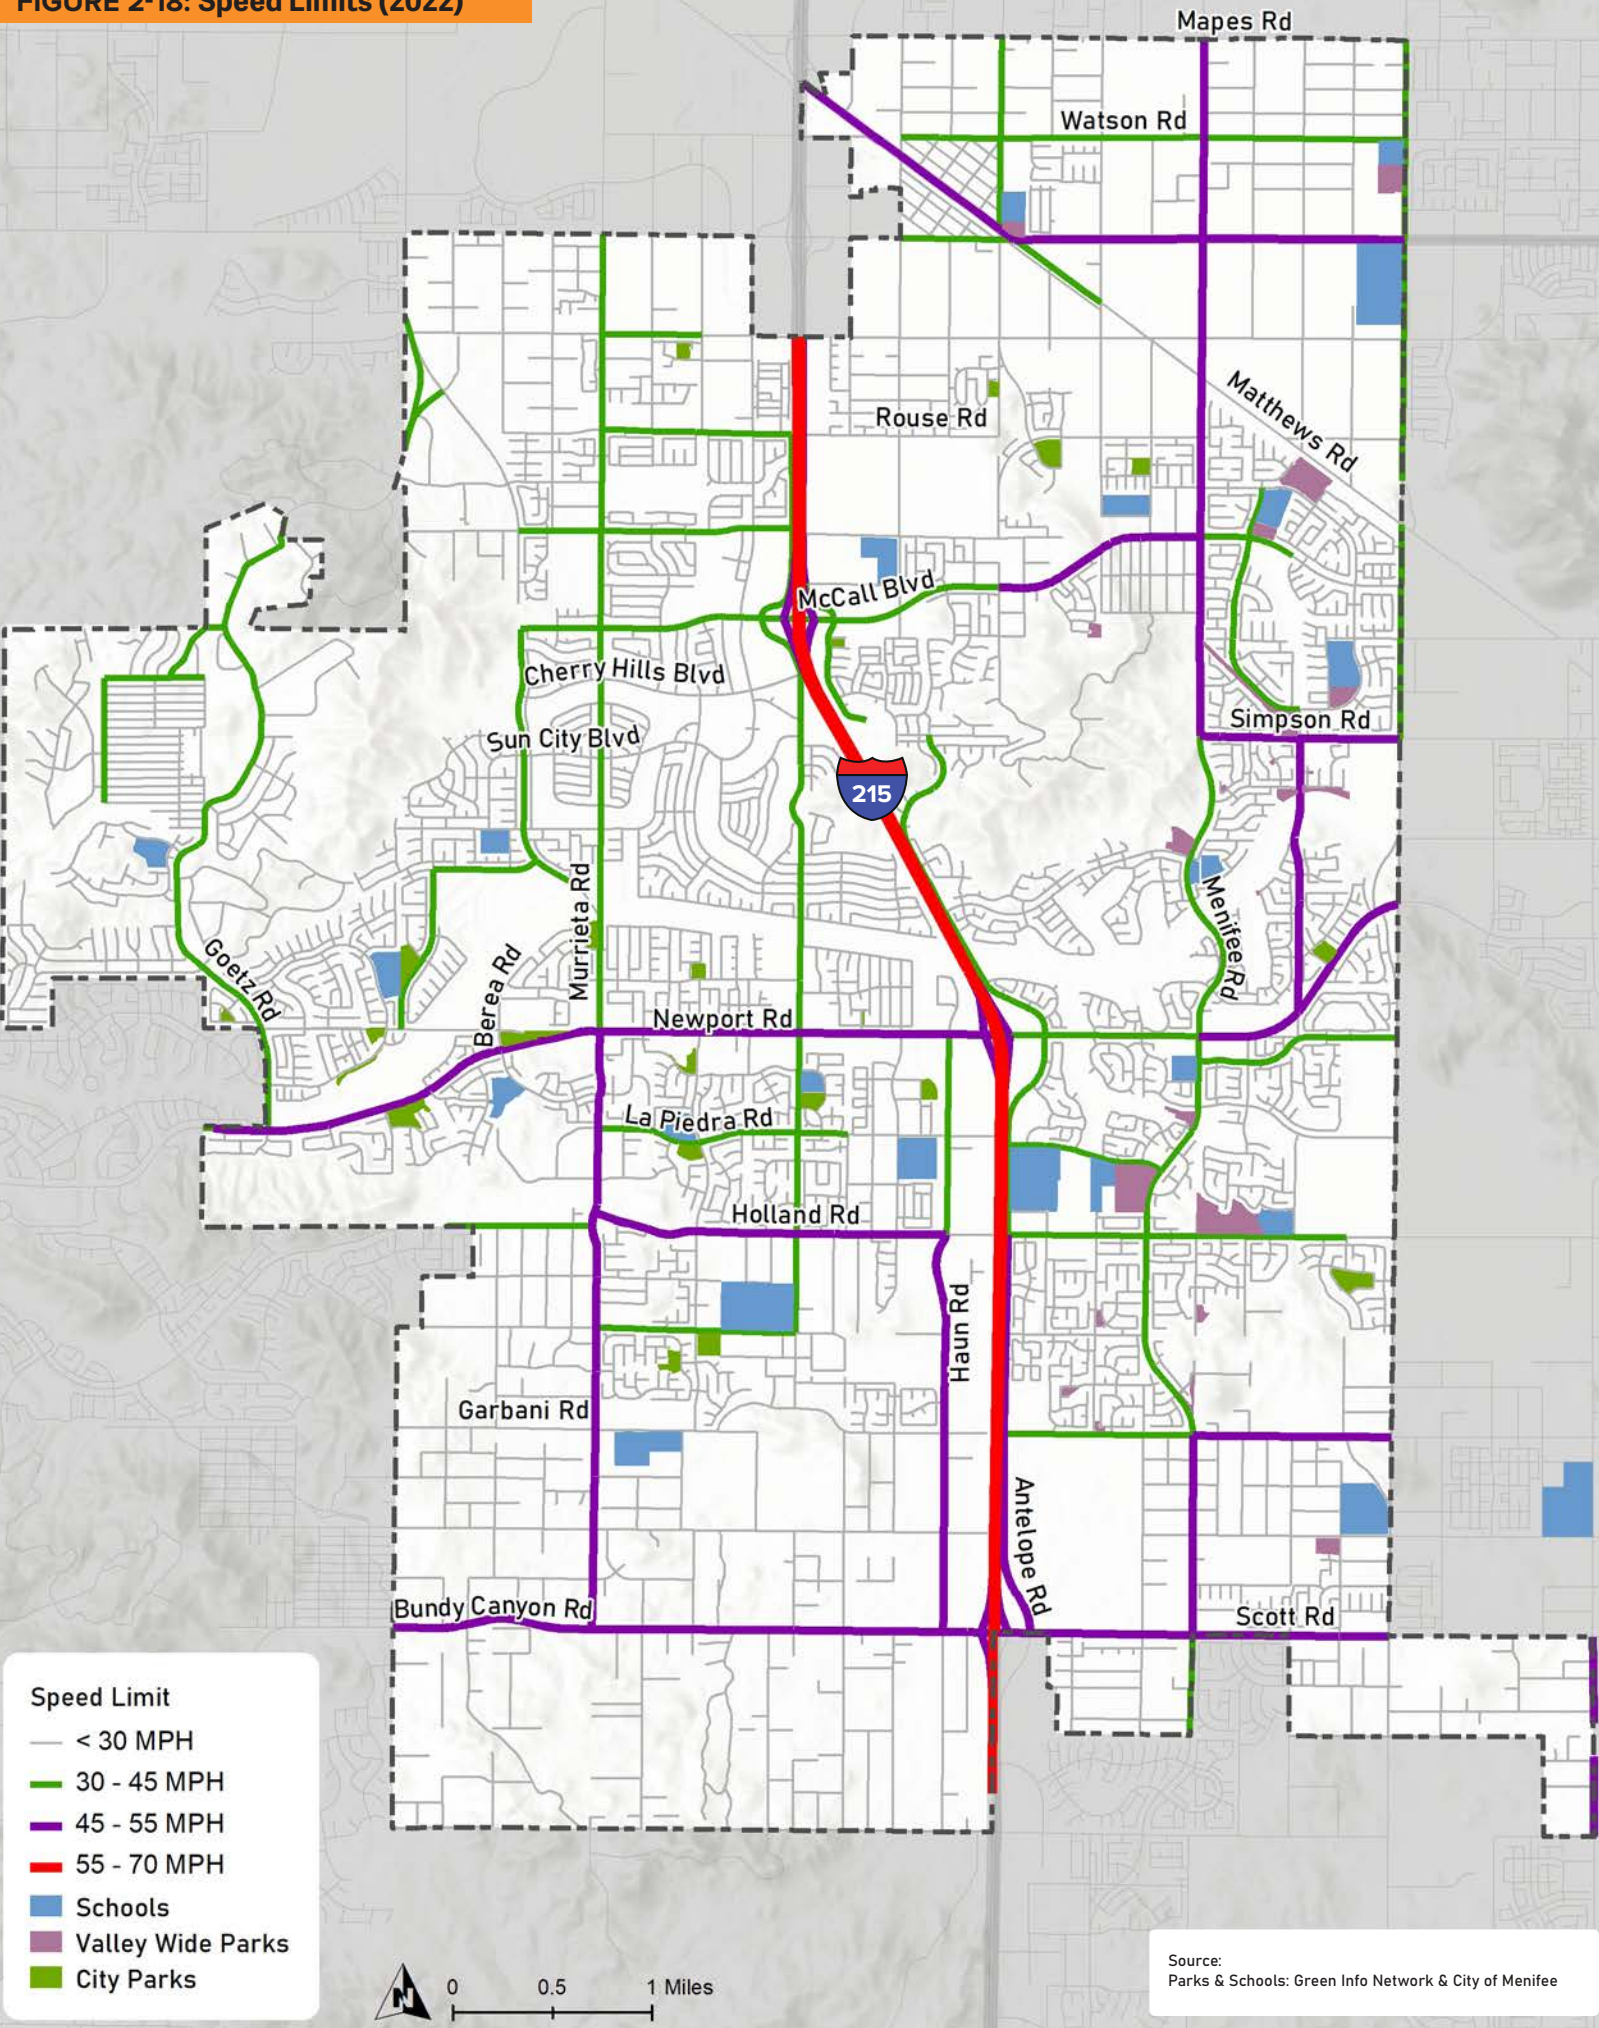 FIGURE 2-18: Speed Limits (2022)
Mapes Rd
Watson Rd
Matthews Rd
Rouse Rd
McCall Blvd
Cherry Hills Blvd
Simpson Rd
Sun City Blvd
215
Murrieta Rd
Menifee Rd
Goetz Rd
Berea Rd
Newport Rd
La Piedra Rd
Holland Rd
Haun Rd
Garbani Rd
Antelope Rd
Bundy Canyon Rd
Scott Rd
Speed Limit
< 30 MPH
30 - 45 MPH
45 - 55 MPH
55 - 70 MPH
Schools
Valley Wide Parks
City Parks
N
0 0.5 1 Miles
Source:
Parks & Schools: Green Info Network & City of Menifee